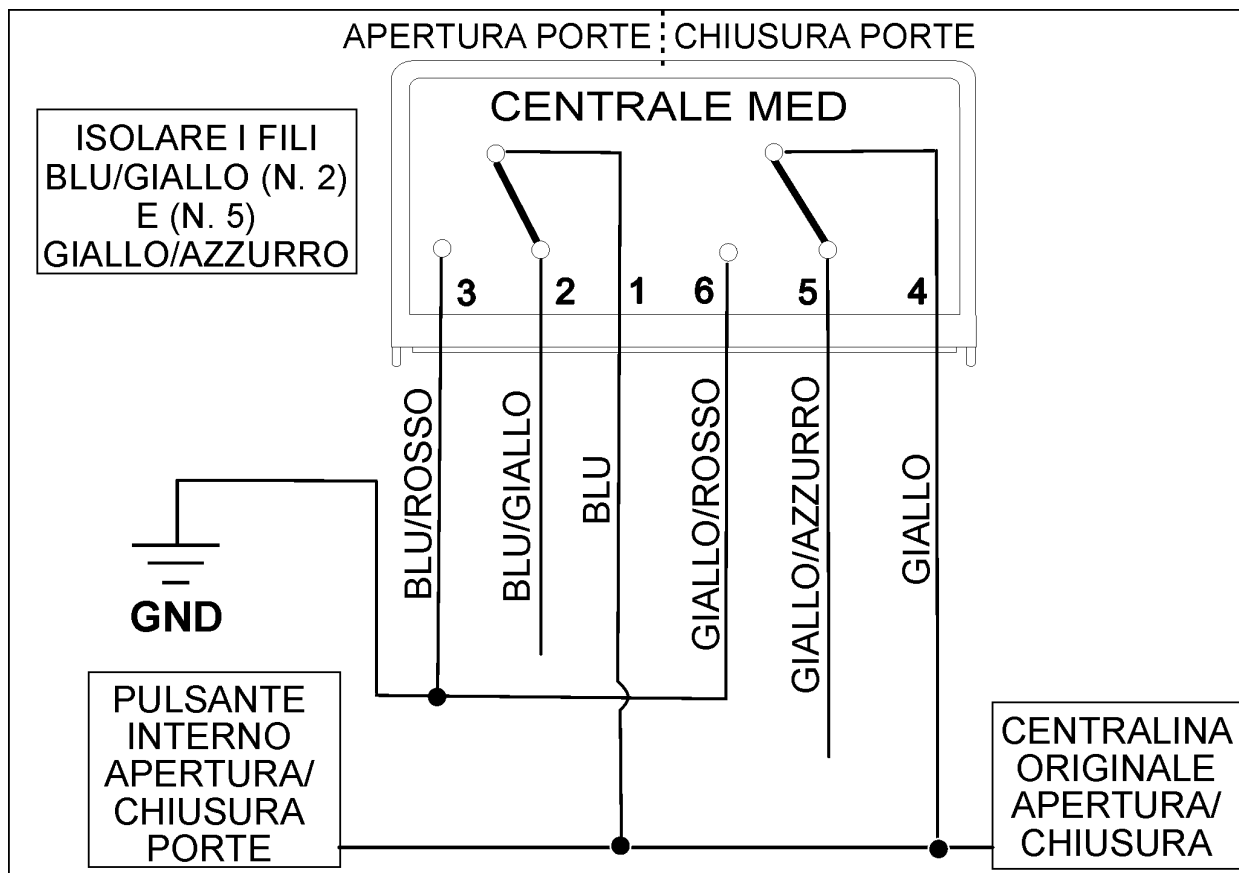 APERTURA PORTE CHIUSURA PORTE
CENTRALE MED
ISOLARE I FILI
BLU/GIALLO (N. 2)
E (N. 5)
GIALLO/AZZURRO
3 2 1 6 5 4
BLU/ROSSO
BLU/GIALLO
BLU
GIALLO/ROSSO
GIALLO/AZZURRO
GIALLO
GND
PULSANTE
INTERNO
APERTURA/
CHIUSURA
PORTE
CENTRALINA
ORIGINALE
APERTURA/
CHIUSURA